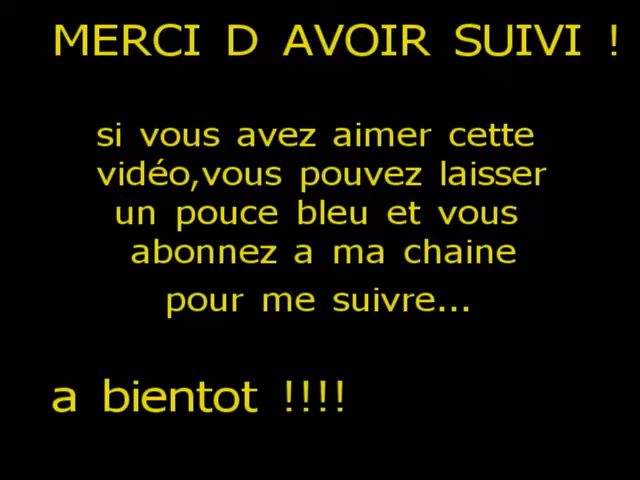 MERCI D AVOIR SUIVI !
si vous avez aimer cette
vidéo,vous pouvez laisser
un pouce bleu et vous
abonnez a ma chaine
pour me suivre...
a bientot !!!!